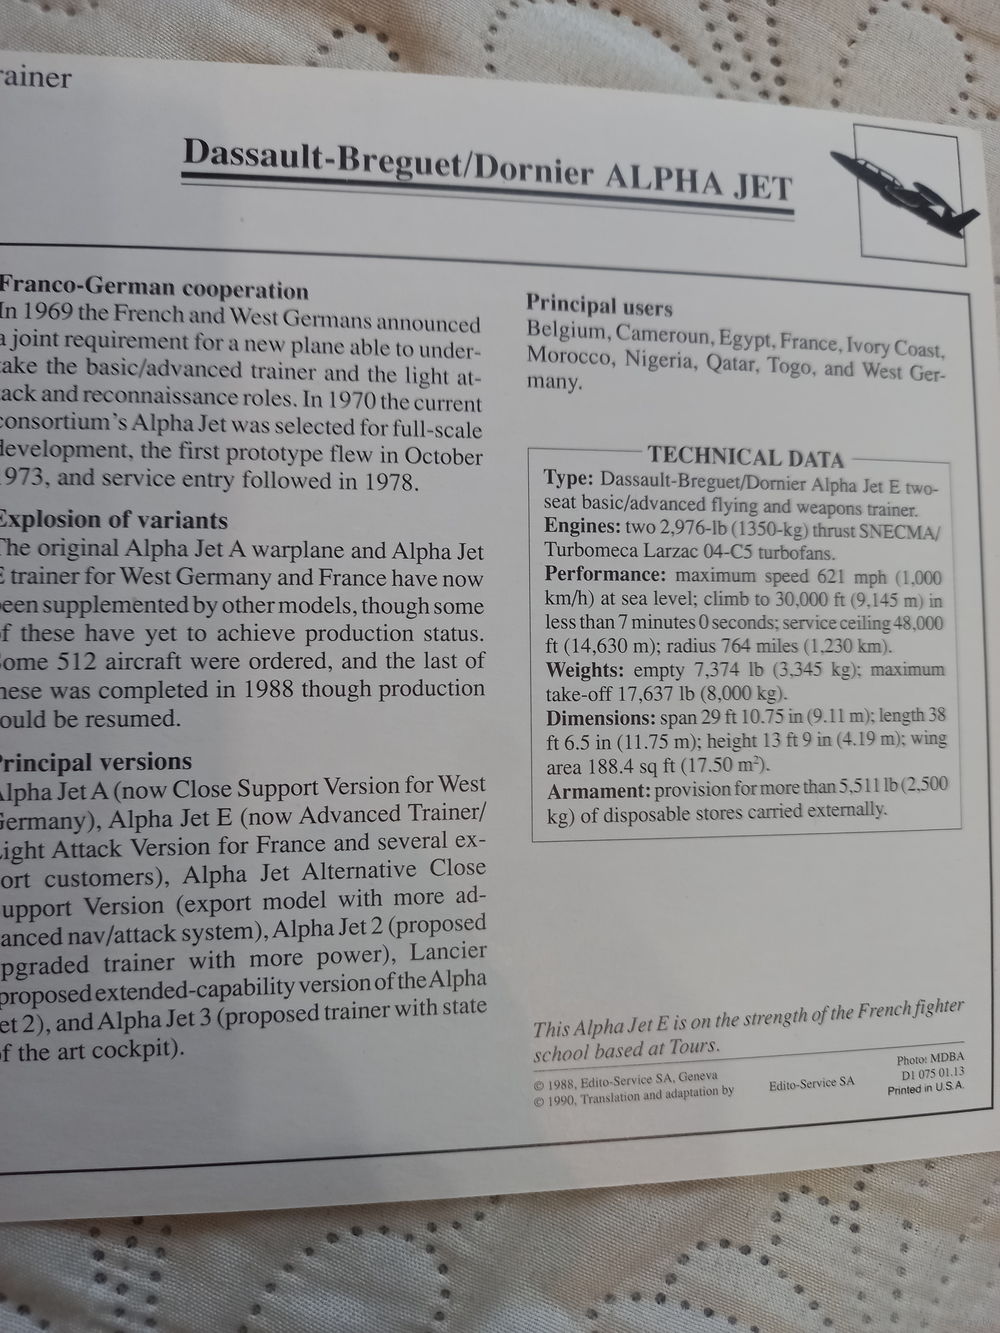 rainer
Dassault-Breguet/Dornier ALPHA JET
Franco-German cooperation
In 1969 the French and West Germans announced
a joint requirement for a new plane able to under-
take the basic/advanced trainer and the light at-
tack and reconnaissance roles. In 1970 the current
consortium's Alpha Jet was selected for full-scale
development, the first prototype flew in October
1973, and service entry followed in 1978.
Explosion of variants
The original Alpha Jet A warplane and Alpha Jet
E trainer for West Germany and France have now
een supplemented by other models, though some
of these have yet to achieve production status.
Some 512 aircraft were ordered, and the last of
hese was completed in 1988 though production
ould be resumed.
Principal versions
Alpha Jet A (now Close Support Version for West
Germany), Alpha Jet E (now Advanced Trainer/
Light Attack Version for France and several ex-
ort customers), Alpha Jet Alternative Close
upport Version (export model with more ad-
anced nav/attack system), Alpha Jet 2 (proposed
pgraded trainer with more power), Lancier
proposed extended-capability version of the Alpha
et 2), and Alpha Jet 3 (proposed trainer with state
of the art cockpit).
Principal users
Belgium, Cameroun, Egypt, France, Ivory Coast,
Morocco, Nigeria, Qatar, Togo, and West Ger-
many.
TECHNICAL DATA
Type: Dassault-Breguet/Dornier Alpha Jet E two-
seat basic/advanced flying and weapons trainer.
Engines: two 2,976-lb (1350-kg) thrust SNECMA/
Turbomeca Larzac 04-C5 turbofans.
Performance: maximum speed 621 mph (1,000
km/h) at sea level; climb to 30,000 ft (9,145 m) in
less than 7 minutes 0 seconds; service ceiling 48,000
ft (14,630 m); radius 764 miles (1,230 km).
Weights: empty 7,374 lb (3,345 kg); maximum
take-off 17,637 lb (8,000 kg).
Dimensions: span 29 ft 10.75 in (9.11 m); length 38
ft 6.5 in (11.75 m); height 13 ft 9 in (4.19 m); wing
area 188.4 sq ft (17.50 m²).
Armament: provision for more than 5,511 lb (2,500
kg) of disposable stores carried externally.
This Alpha Jet E is on the strength of the French fighter
school based at Tours.
© 1988, Edito-Service SA, Geneva
© 1990, Translation and adaptation by
Edito-Service SA
Photo: MDBA
D1 075 01.13
Printed in U.S.A.